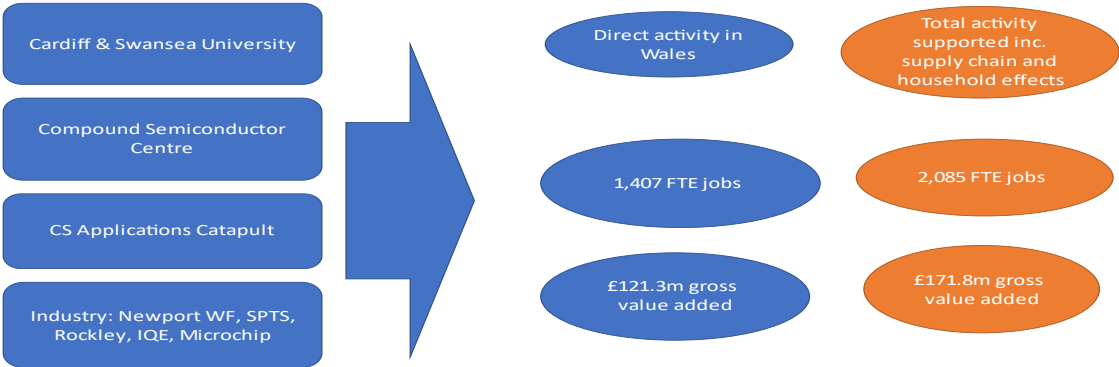 Cardiff & Swansea University
Compound Semiconductor
Centre
CS Applications Catapult
Industry: Newport WF, SPTS,
Rockley, IQE, Microchip
Direct activity in
Wales
Total activity
supported inc.
supply chain and
household effects
1,407 FTE jobs
2,085 FTE jobs
£121.3m gross
value added
£171.8m gross
value added